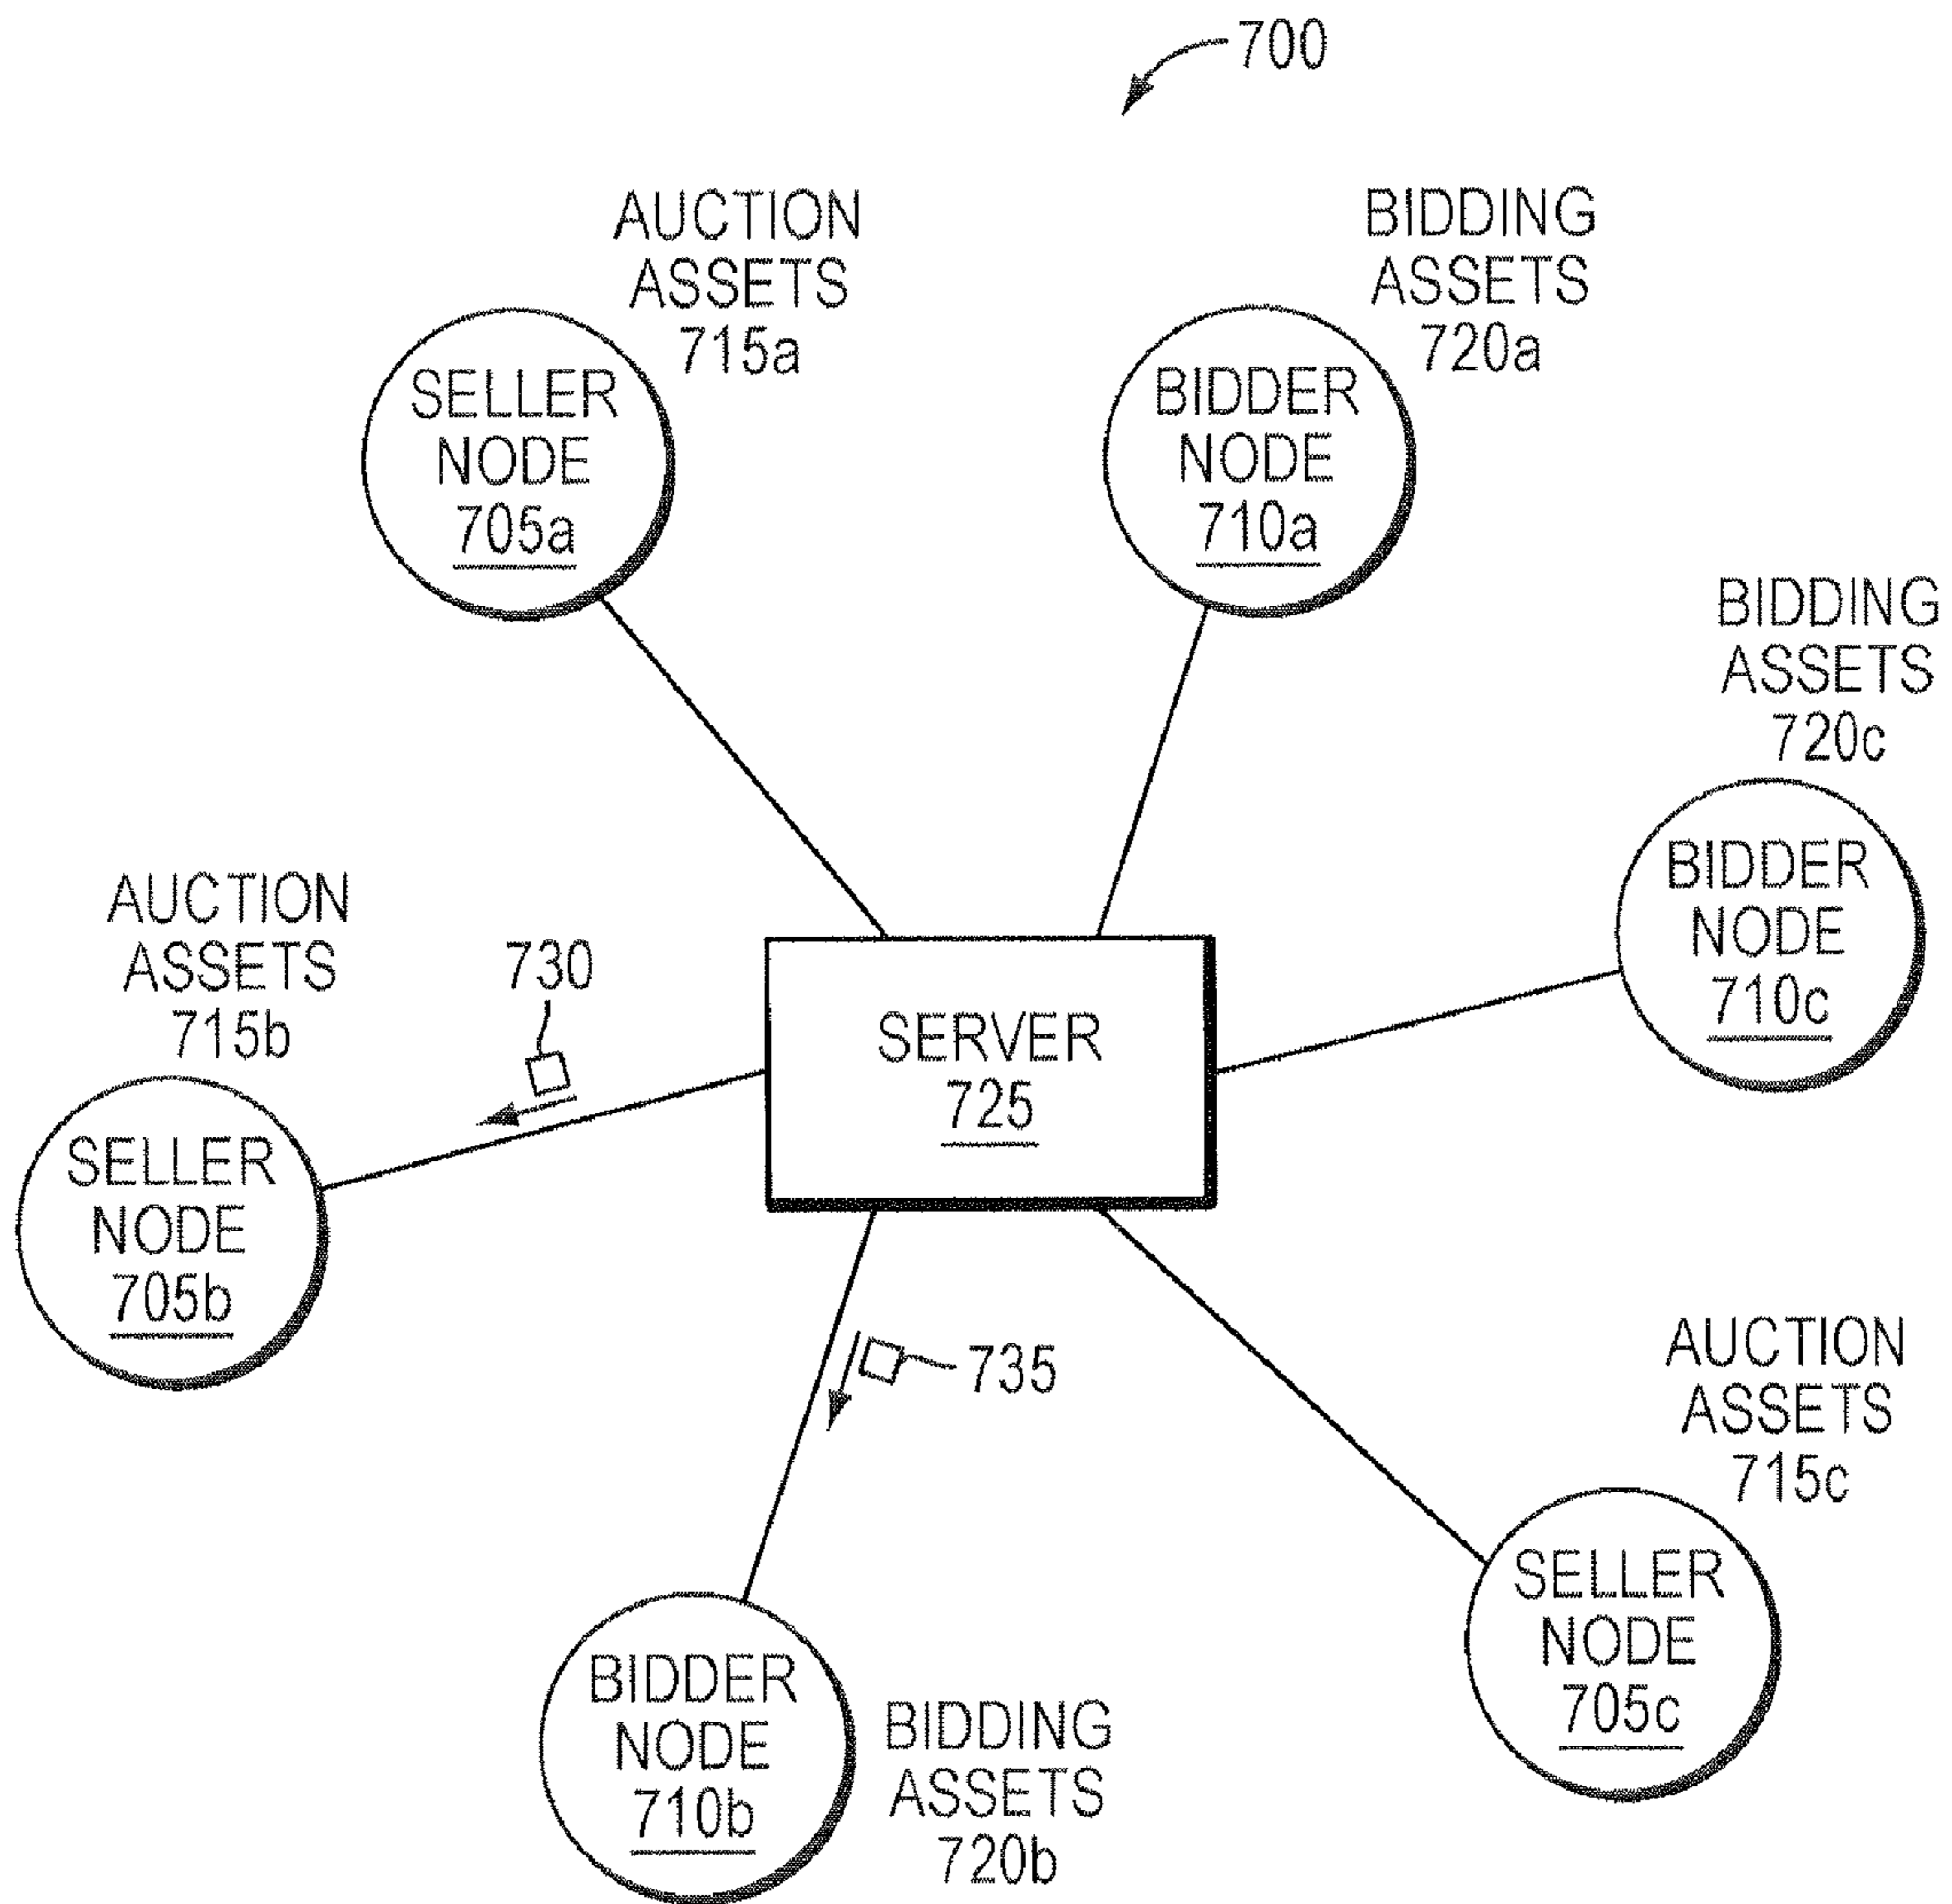 700
AUCTION
ASSETS
715a
BIDDING
ASSETS
720a
SELLER
NODE
705a
BIDDER
NODE
710a
BIDDING
ASSETS
720c
BIDDER
NODE
710c
AUCTION
ASSETS
715b
730
SERVER
725
SELLER
NODE
705b
735
AUCTION
ASSETS
715c
SELLER
NODE
705c
BIDDER
NODE
710b
BIDDING
ASSETS
720b